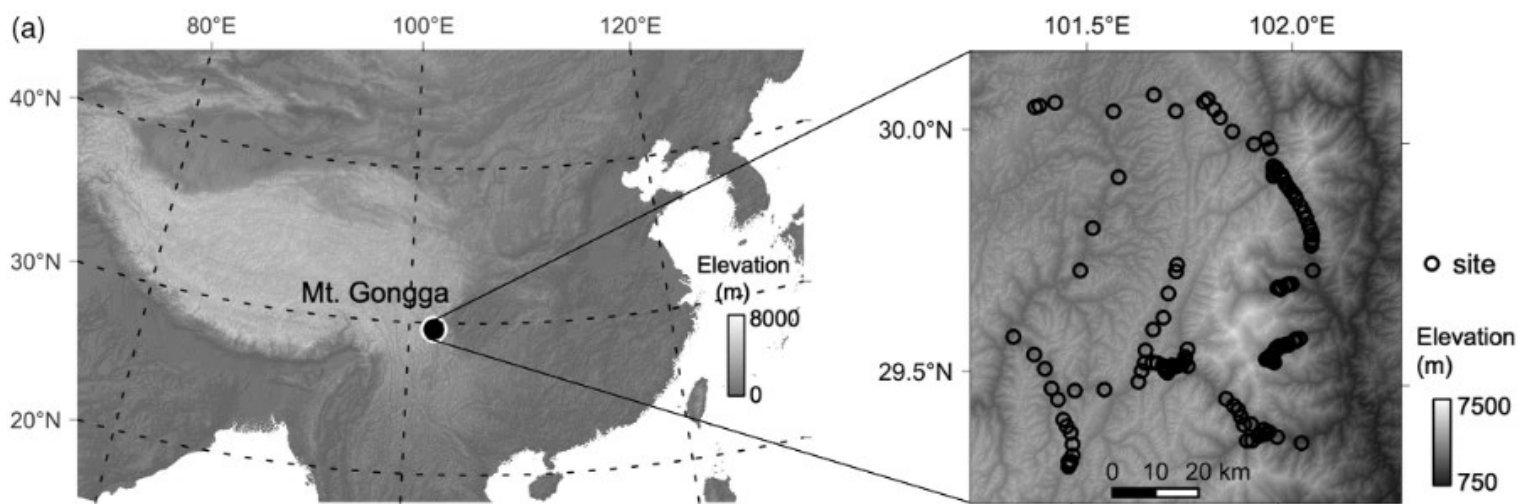 (a)
80°E 100°E 120°E
40°N
30°N
20°N
Mt. Gongga
Elevation
(m)
8000
0
101.5°E 102.0°E
30.0°N
29.5°N
0 10 20 km
site
Elevation
(m)
7500
750